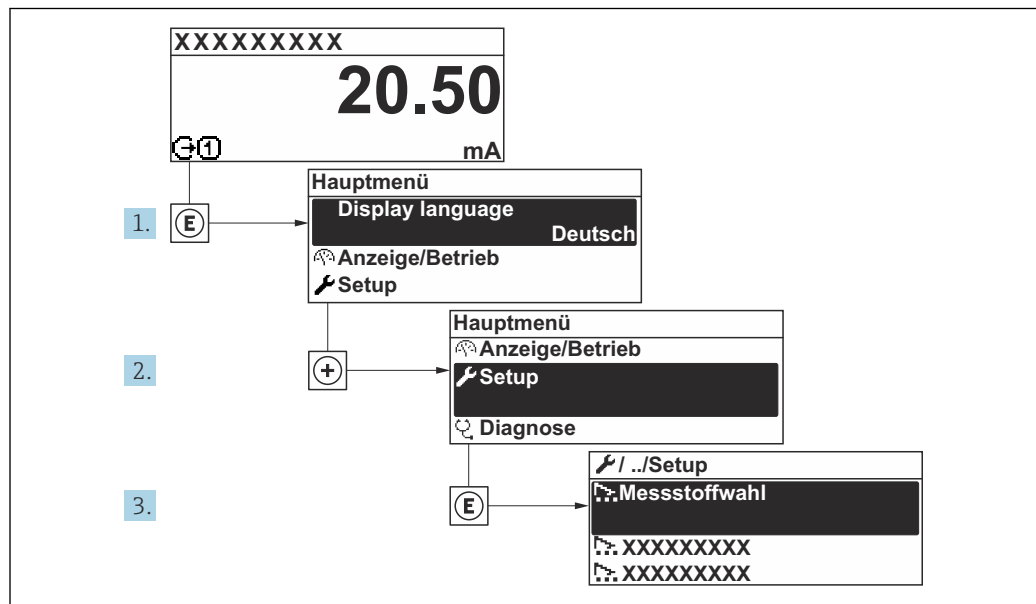 XXXXXXXXX
20.50
1 mA
Hauptmenü
1. E Display language
Deutsch
Anzeige/Betrieb
Setup
Hauptmenü
Anzeige/Betrieb
2. + Setup
Diagnose
/ ../Setup
3. E Messstoffwahl
XXXXXXXXX
XXXXXXXXX